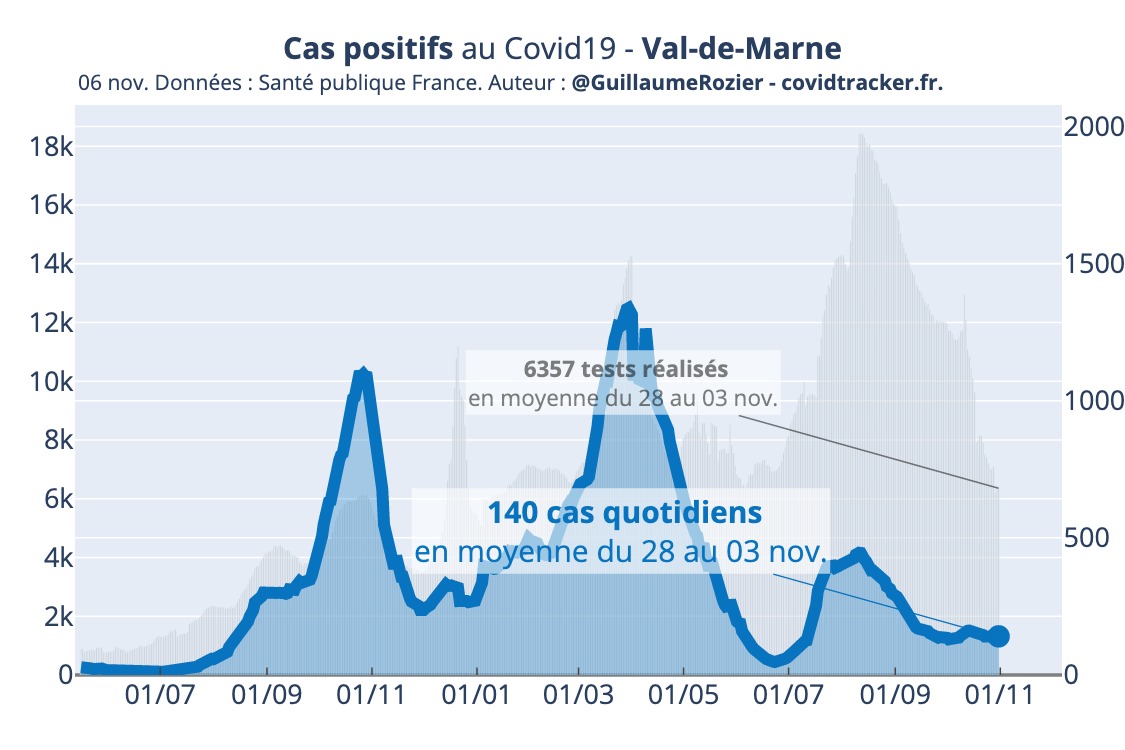 Cas positifs au Covid19 - Val-de-Marne
06 nov. Données : Santé publique France. Auteur : @GuillaumeRozier - covidtracker.fr.
2000
18k
16k
14k
1500
12k
6357 tests réalisés
10k
en moyenne du 28 au 03 nov.
1000
8k
6k
140 cas quotidiens
500
4k
en moyenne du 28 au 03 nov.
2k
0
0
01/07 01/09 01/11 01/01 01/03 01/05 01/07 01/09 01/11